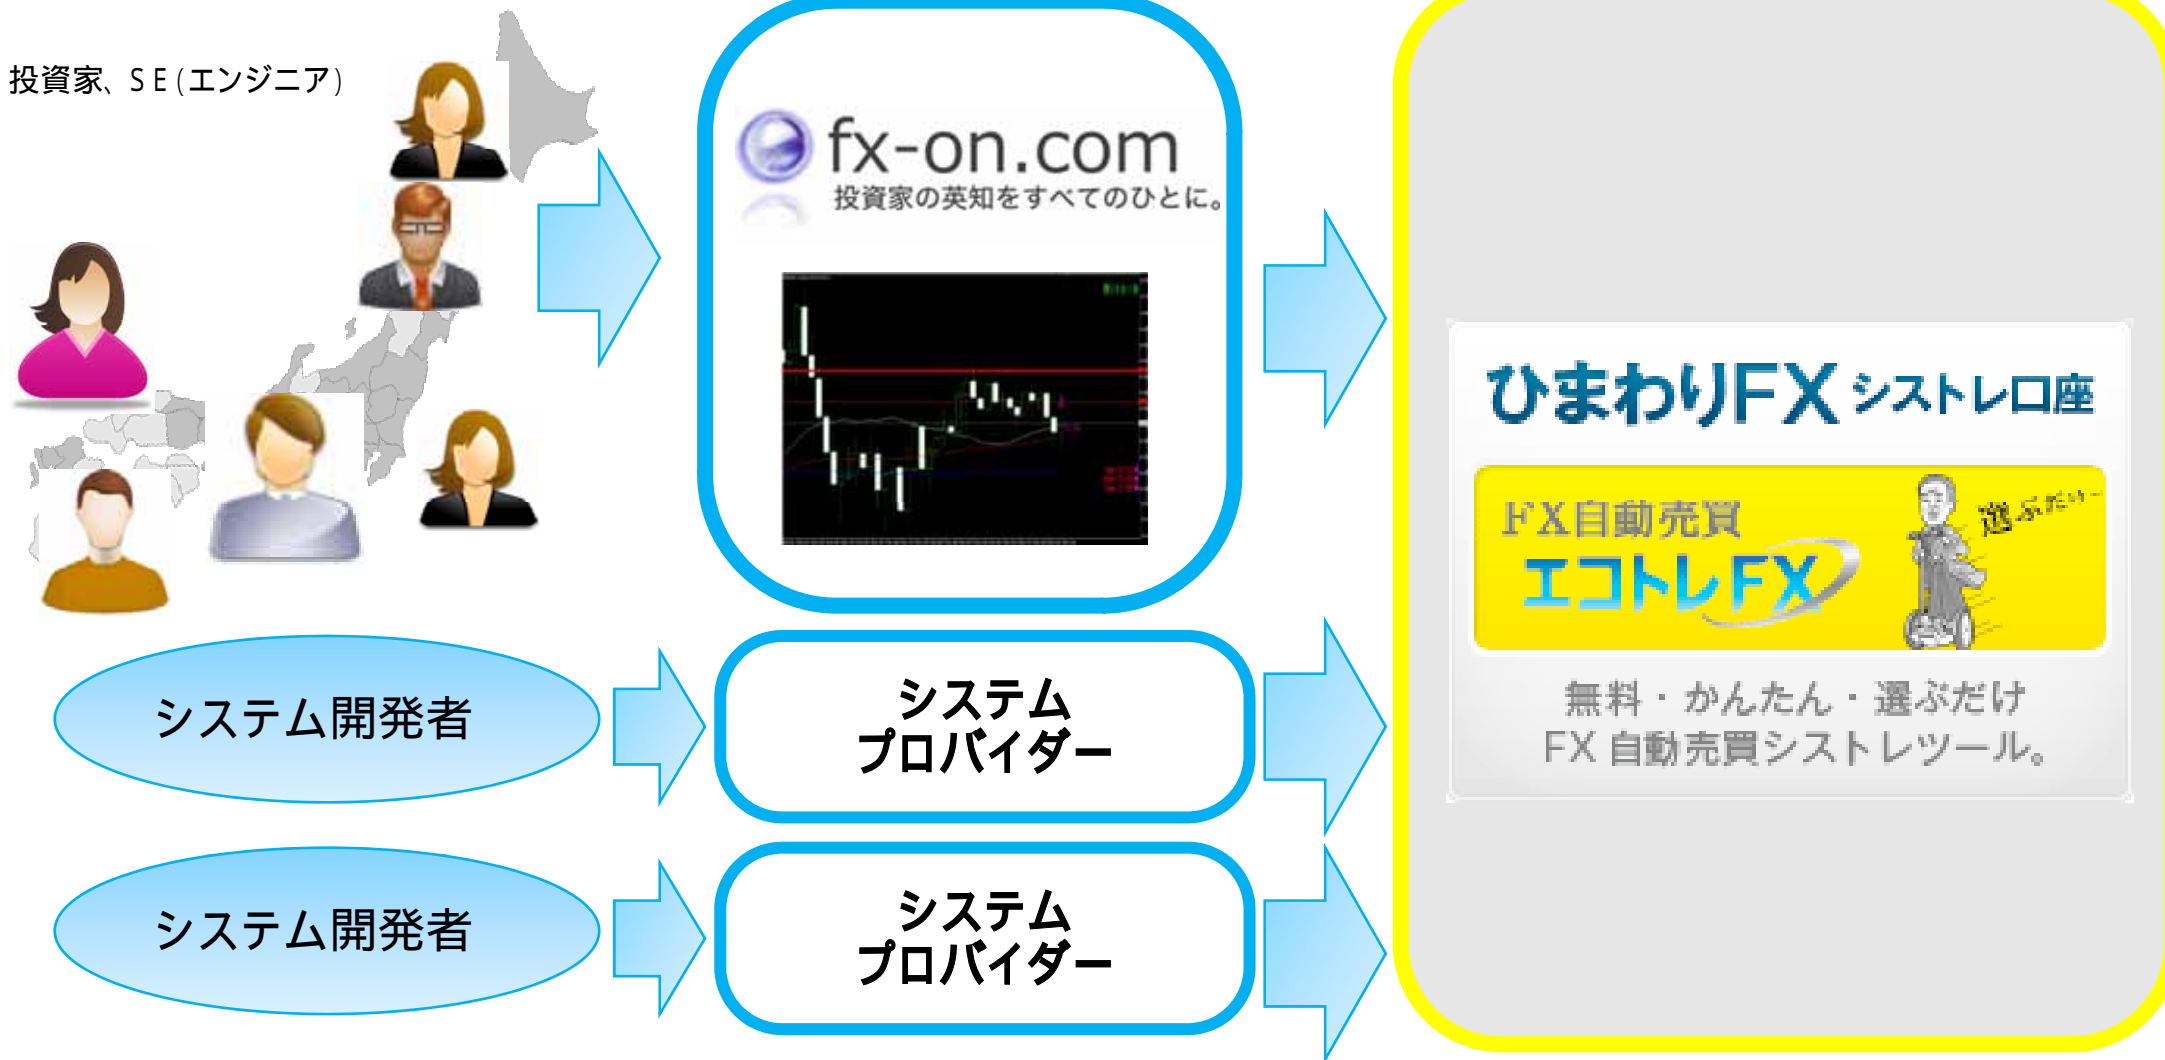 投資家、SE(エンジニア)
fx-on.com
投資家の英知をすべてのひとに。
ひまわりFX シストレ口座
FX自動売買
エコトレFX
選ぶだけ
無料・かんたん・選ぶだけ
FX 自動売買シストレツール。
システム開発者
システム
プロバイダー
システム開発者
システム
プロバイダー